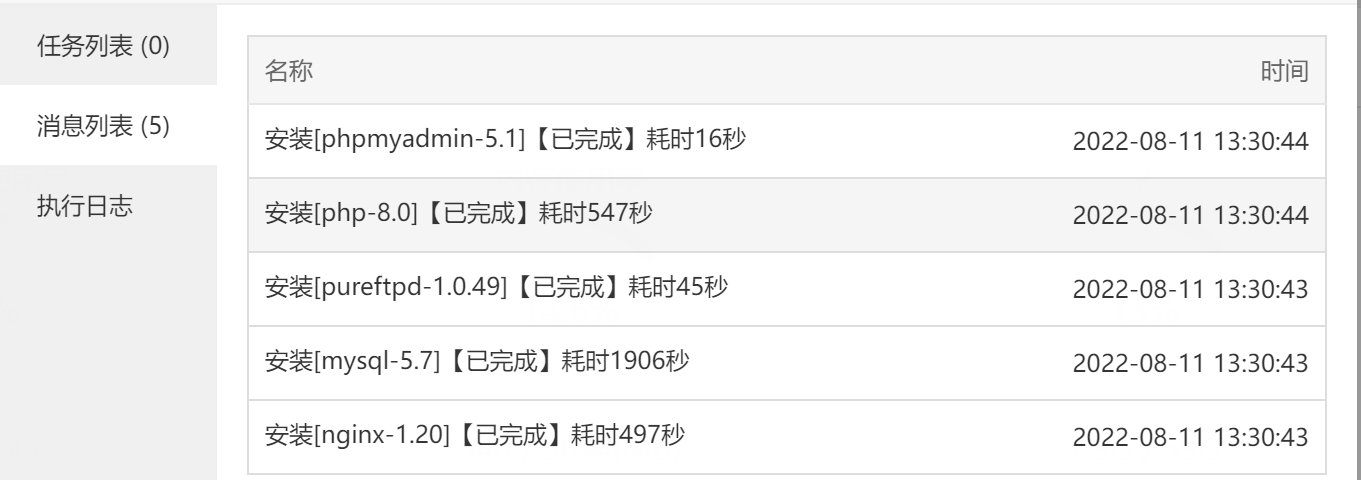 任务列表 (0)
消息列表 (5)
执行日志
名称 时间
安装[phpmyadmin-5.1]【已完成】耗时16秒 2022-08-11 13:30:44
安装[php-8.0]【已完成】耗时547秒 2022-08-11 13:30:44
安装[pureftpd-1.0.49]【已完成】耗时45秒 2022-08-11 13:30:43
安装[mysql-5.7]【已完成】耗时1906秒 2022-08-11 13:30:43
安装[nginx-1.20]【已完成】耗时497秒 2022-08-11 13:30:43